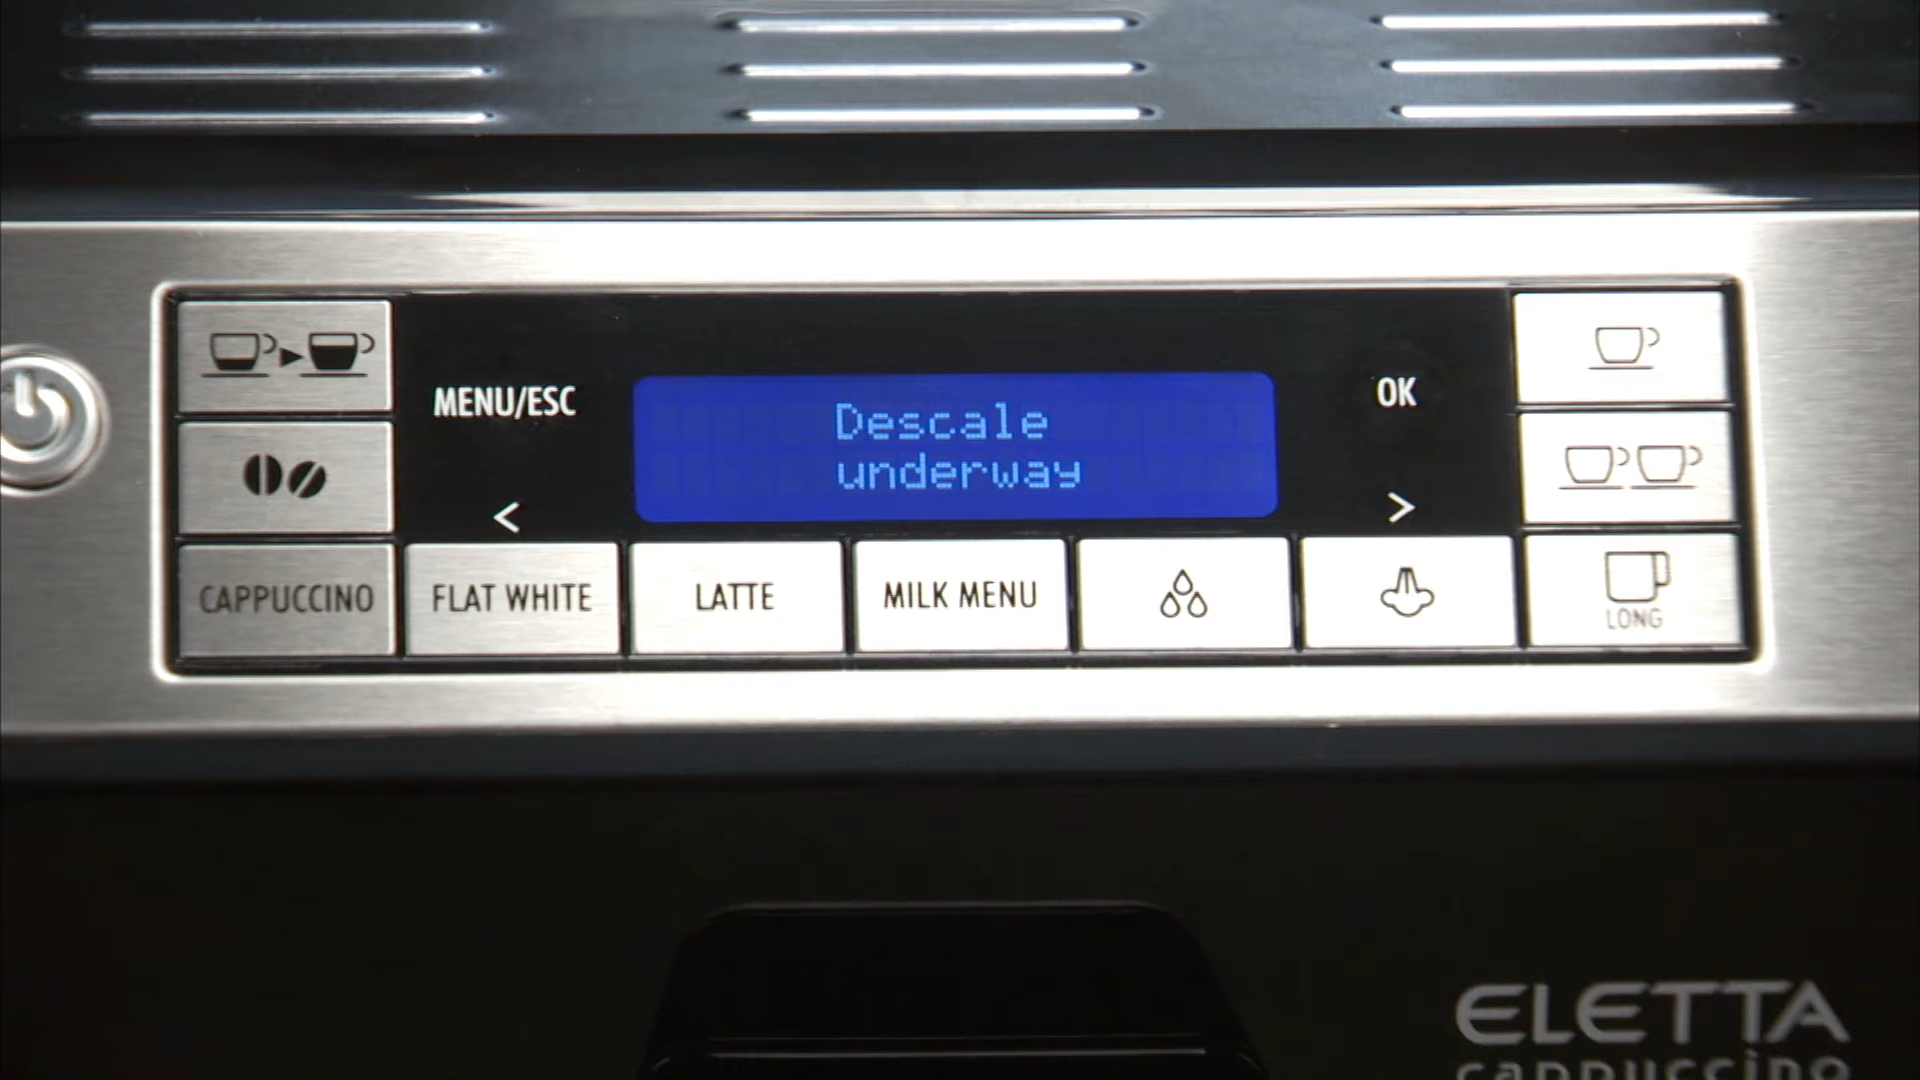 MENU/ESC
Descale
underway
OK
<
>
CAPPUCCINO
FLAT WHITE
LATTE
MILK MENU
LONG
ELETTA
cappuccino